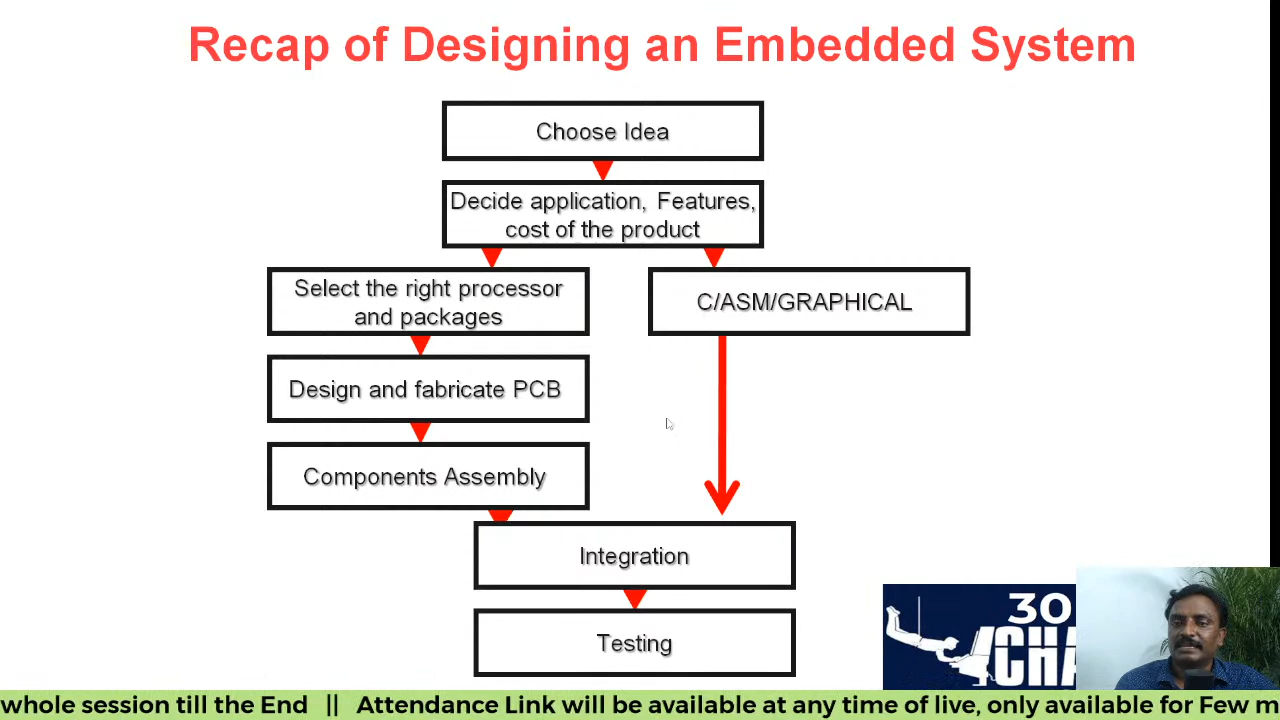 Recap of Designing an Embedded System
Choose Idea
Decide application, Features,
cost of the product
Select the right processor
and packages
C/ASM/GRAPHICAL
Design and fabricate PCB
Components Assembly
Integration
Testing
30
CHA
whole session till the End || Attendance Link will be available at any time of live, only available for Few m